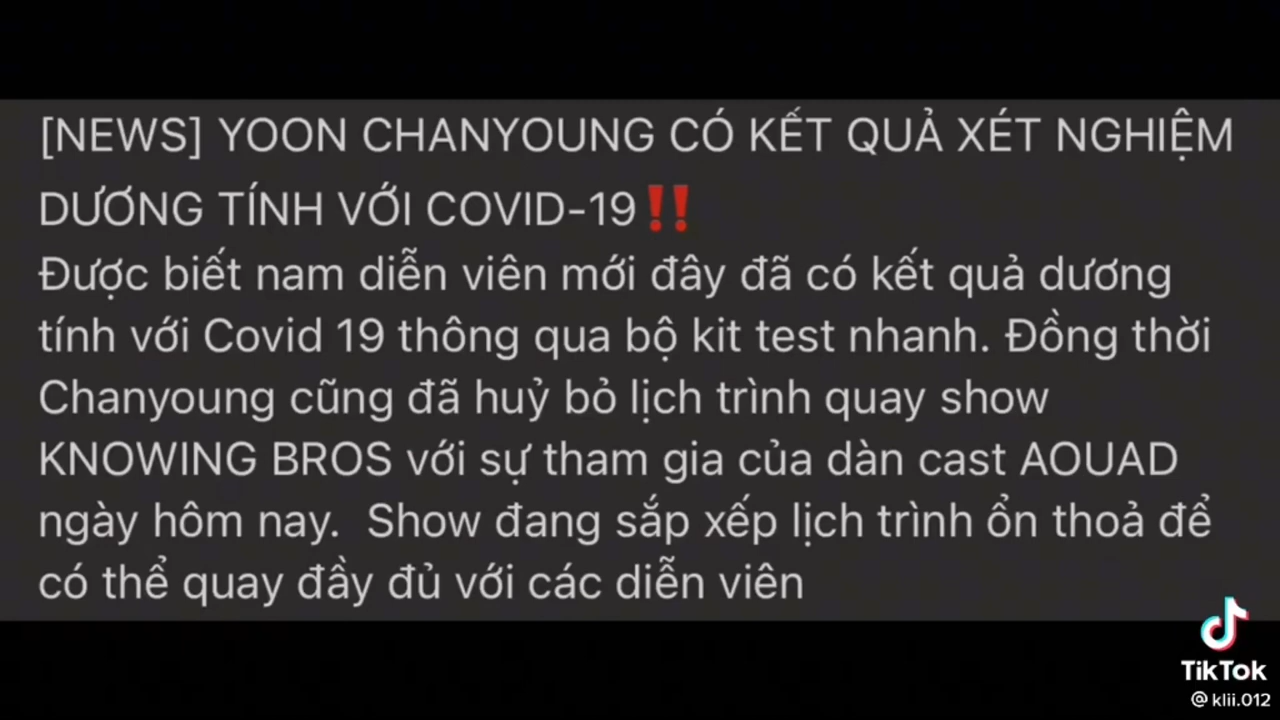 [NEWS] YOON CHANYOUNG CÓ KẾT QUẢ XÉT NGHIỆM
DƯƠNG TÍNH VỚI COVID-19‼️
Được biết nam diễn viên mới đây đã có kết quả dương
tính với Covid 19 thông qua bộ kit test nhanh. Đồng thời
Chanyoung cũng đã huỷ bỏ lịch trình quay show
KNOWING BROS với sự tham gia của dàn cast AOUAD
ngày hôm nay.  Show đang sắp xếp lịch trình ổn thoả để
có thể quay đầy đủ với các diễn viên
TikTok
@klii.012